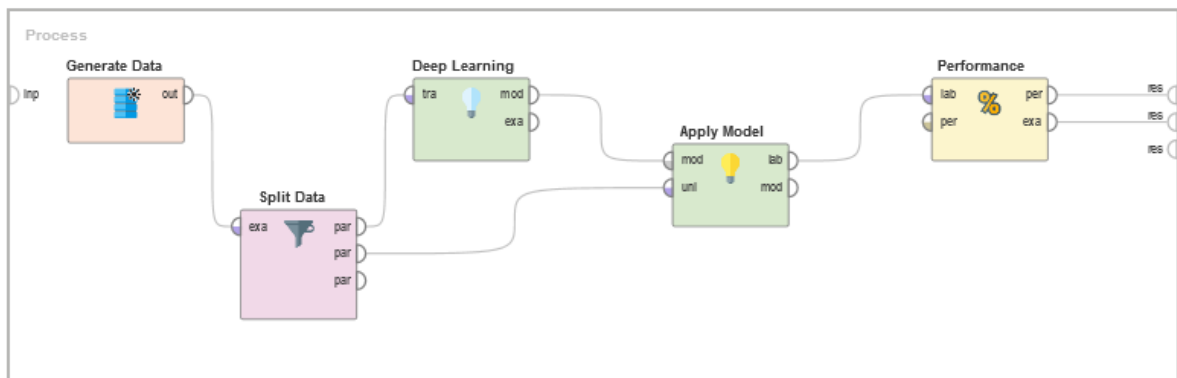 Process
inp
Generate Data
out
Split Data
exa
par
par
par
Deep Learning
tra
mod
exa
Apply Model
mod
lab
unl
mod
Performance
lab
per
per
exa
%
res
res
res